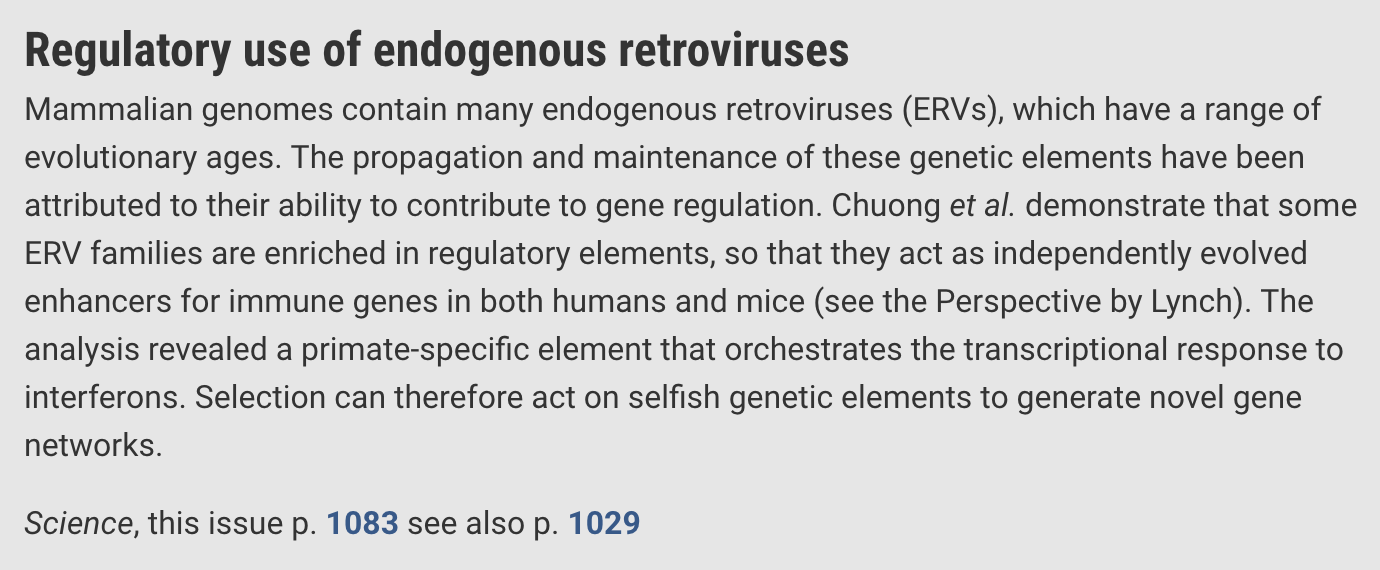 Regulatory use of endogenous retroviruses
Mammalian genomes contain many endogenous retroviruses (ERVs), which have a range of
evolutionary ages. The propagation and maintenance of these genetic elements have been
attributed to their ability to contribute to gene regulation. Chuong et al. demonstrate that some
ERV families are enriched in regulatory elements, so that they act as independently evolved
enhancers for immune genes in both humans and mice (see the Perspective by Lynch). The
analysis revealed a primate-specific element that orchestrates the transcriptional response to
interferons. Selection can therefore act on selfish genetic elements to generate novel gene
networks.
Science, this issue p. 1083 see also p. 1029